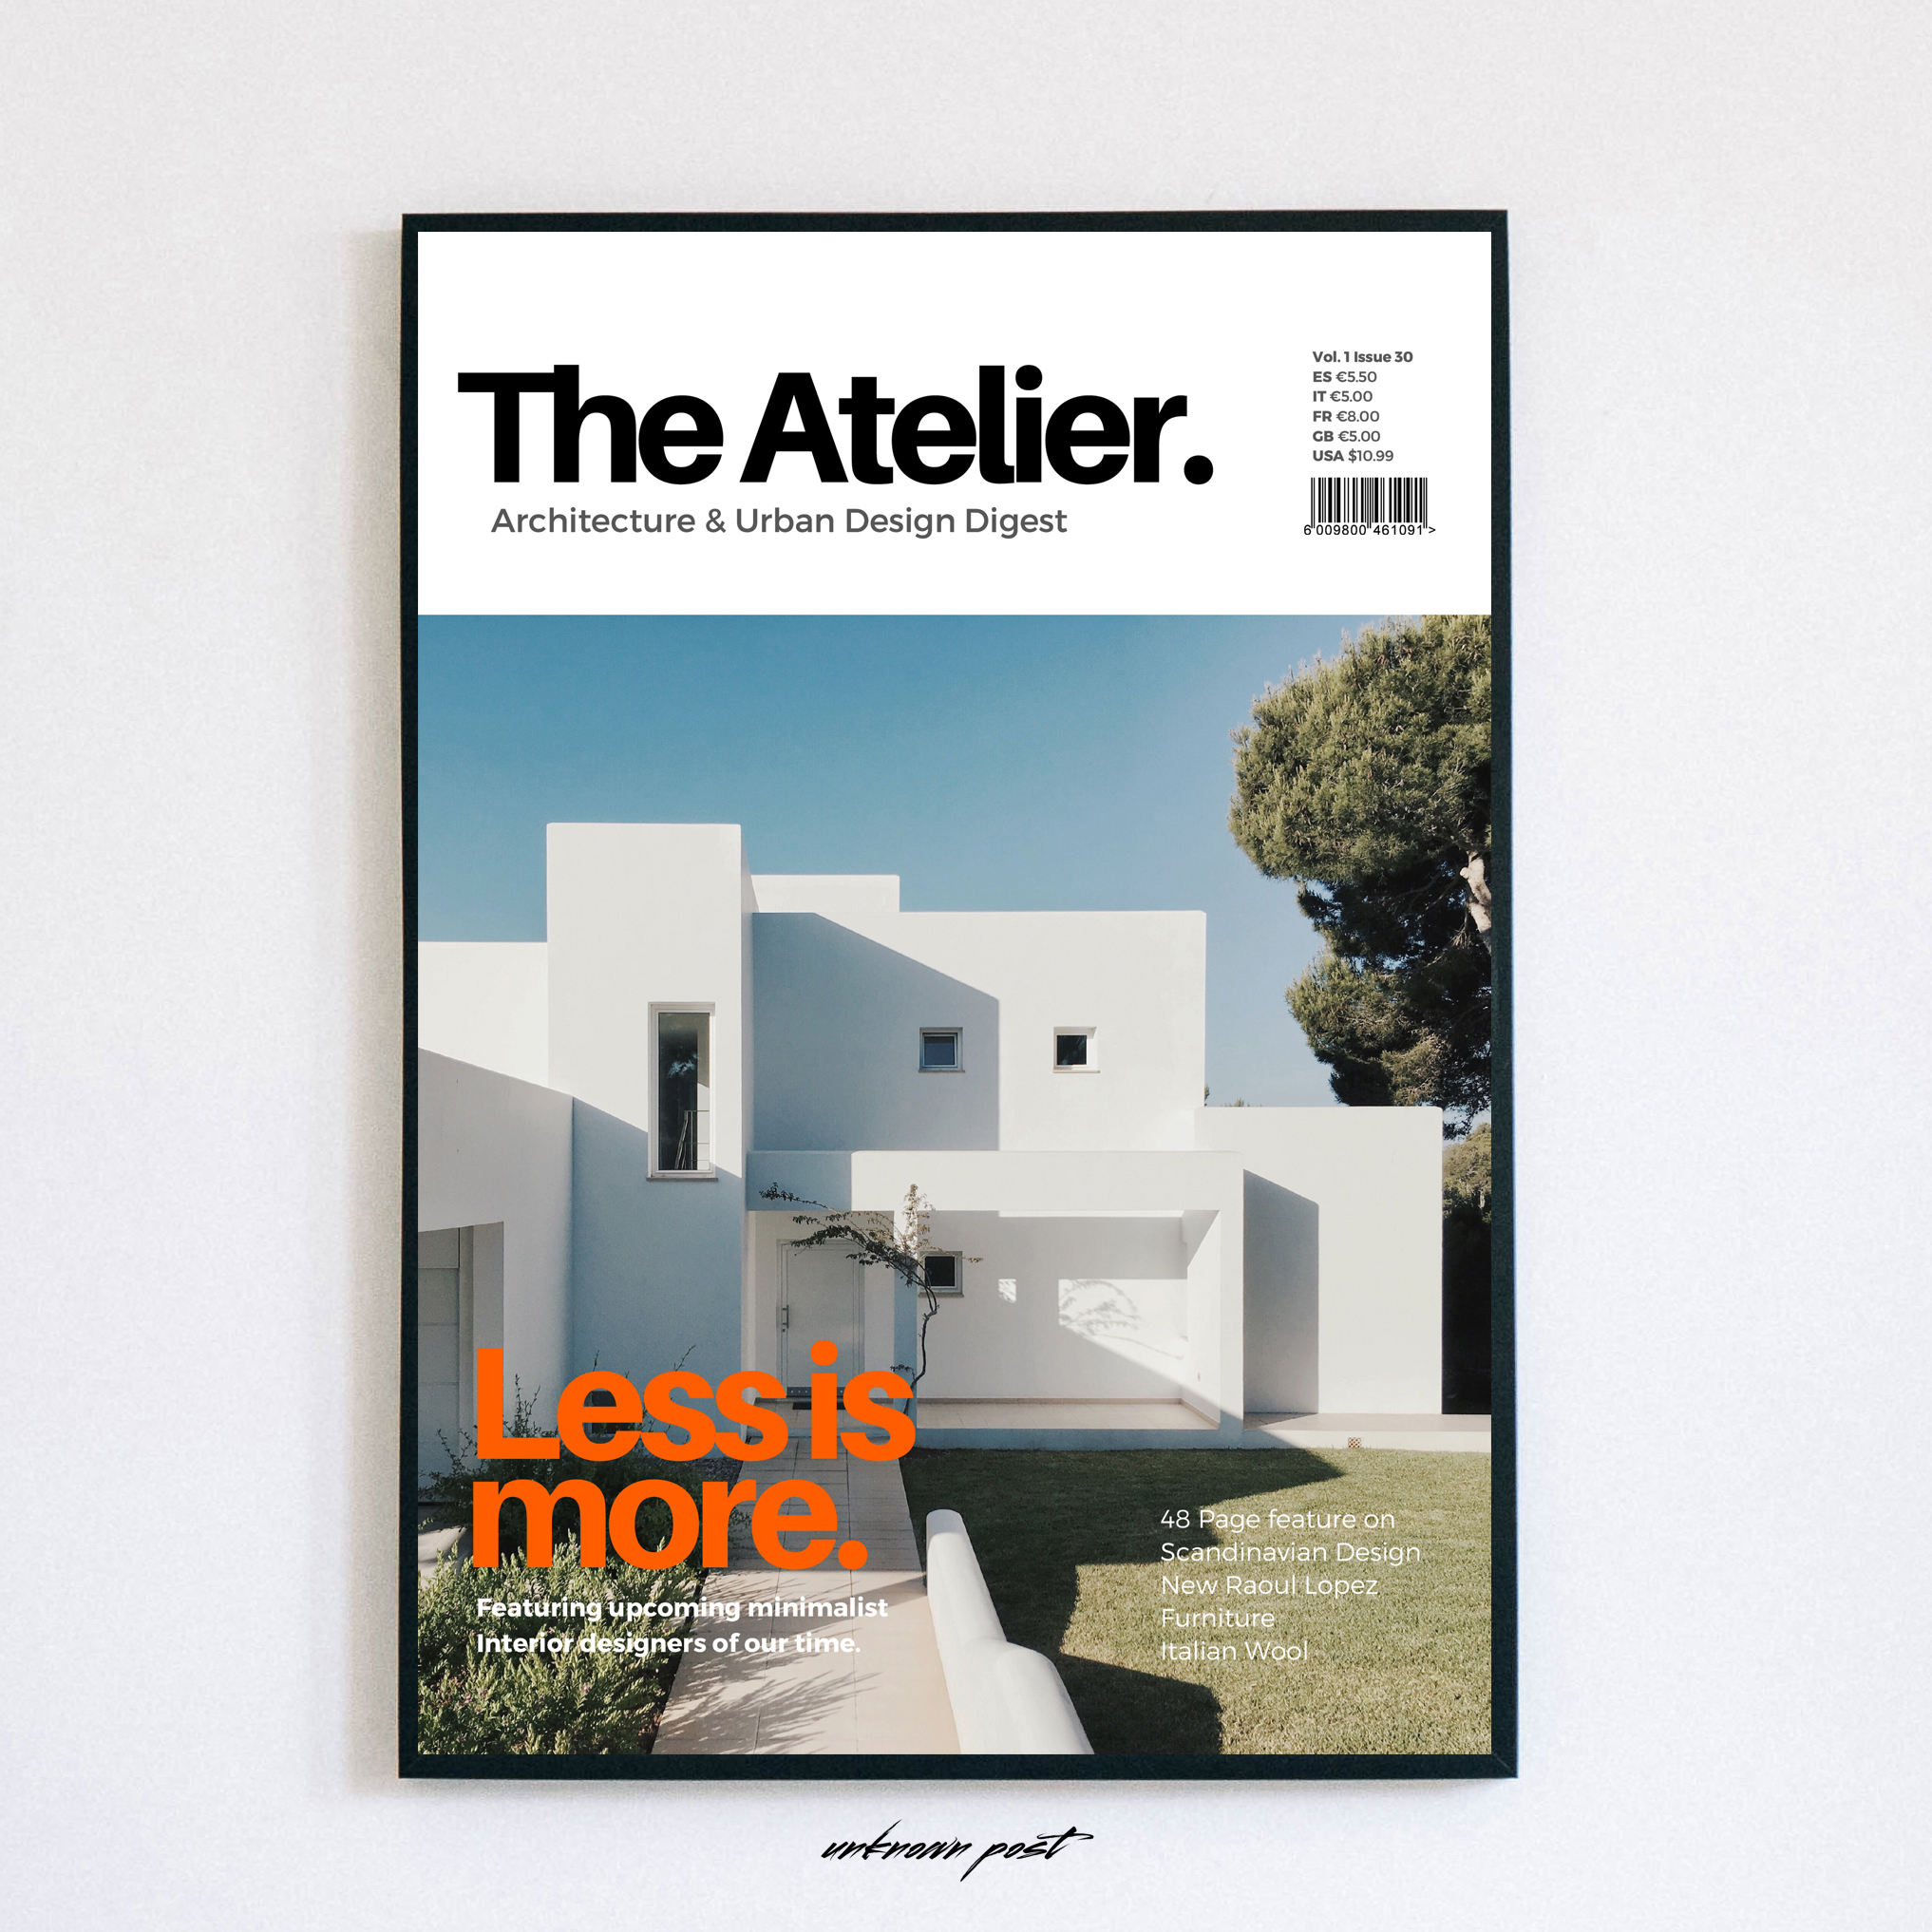 The Atelier.
Architecture & Urban Design Digest
Vol. 1 Issue 30
ES €5.50
IT €5.00
FR €8.00
GB €5.00
USA $10.99
6 009800 461091 >
Less is
more.
Featuring upcoming minimalist
Interior designers of our time.
48 Page feature on
Scandinavian Design
New Raoul Lopez
Furniture
Italian Wool
unknown post